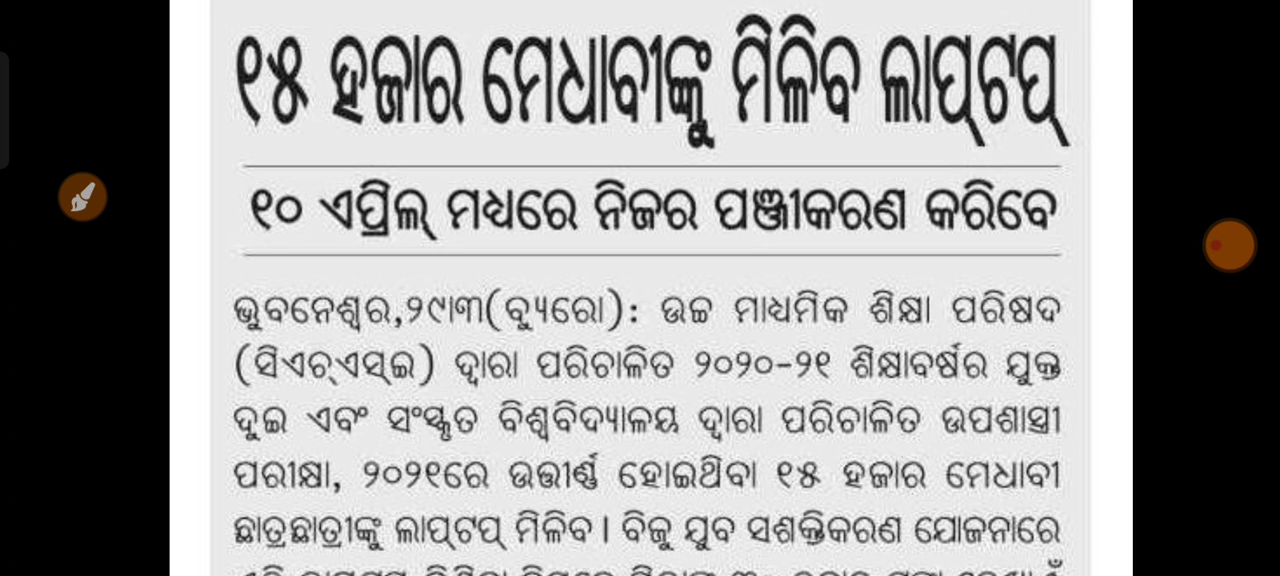 ୧୫ ହଜାର ମେଧାବୀଙ୍କୁ ମିଳିବ ଲାପ୍‌ଟପ୍
୧୦ ଏପ୍ରିଲ୍ ମଧ୍ୟରେ ନିଜର ପଞ୍ଜୀକରଣ କରିବେ
ଭୁବନେଶ୍ୱର,୨୯ା୩(ବ୍ୟୁରୋ): ଉଚ୍ଚ ମାଧ୍ୟମିକ ଶିକ୍ଷା ପରିଷଦ
(ସିଏଚ୍‌ଏସ୍‌ଇ) ଦ୍ୱାରା ପରିଚାଳିତ ୨୦୨୦-୨୧ ଶିକ୍ଷାବର୍ଷର ଯୁକ୍ତ
ଦୁଇ ଏବଂ ସଂସ୍କୃତ ବିଶ୍ୱବିଦ୍ୟାଳୟ ଦ୍ୱାରା ପରିଚାଳିତ ଉପଶାସ୍ତ୍ରୀ
ପରୀକ୍ଷା, ୨୦୨୧ରେ ଉତ୍ତୀର୍ଣ୍ଣ ହୋଇଥିବା ୧୫ ହଜାର ମେଧାବୀ
ଛାତ୍ରଛାତ୍ରୀଙ୍କୁ ଲାପ୍‌ଟପ୍ ମିଳିବ। ବିଜୁ ଯୁବ ସଶକ୍ତିକରଣ ଯୋଜନାରେ